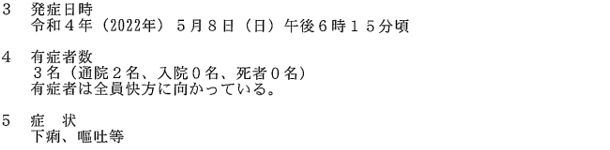 ３　発症日時
令和４年（2022年）５月８日（日）午後６時１５分頃
４　有症者数
３名（通院２名、入院０名、死者０名）
有症者は全員快方に向かっている。
５　症　状
下痢、嘔吐等